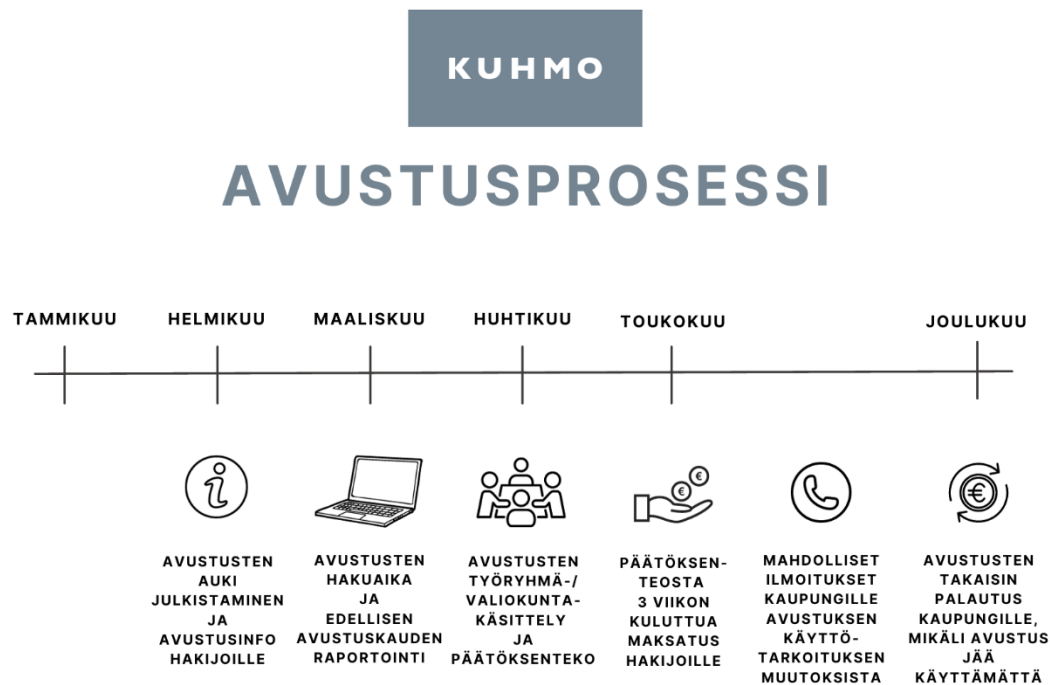 KUHMO
AVUSTUSPROSESSI
TAMMIKUU
HELMIKUU
MAALISKUU
HUHTIKUU
TOUKOKUU
JOULUKUU
AVUSTUSTEN
AUKI
JULKISTAMINEN
JA
AVUSTUSINFO
HAKIJOILLE
AVUSTUSTEN
HAKUAIKA
JA
EDELLISEN
AVUSTUSKAUDEN
RAPORTOINTI
AVUSTUSTEN
TYÖRYHMÄ-/
VALIOKUNTA-
KÄSITTELY
JA
PÄÄTÖKSENTEKO
PÄÄTÖKSEN-
TEOSTA
3 VIIKON
KULUTTUA
MAKSATUS
HAKIJOILLE
MAHDOLLISET
ILMOITUKSET
KAUPUNGILLE
AVUSTUKSEN
KÄYTTÖ-
TARKOITUKSEN
MUUTOKSISTA
AVUSTUSTEN
TAKAISIN
PALAUTUS
KAUPUNGILLE,
MIKÄLI AVUSTUS
JÄÄ
KÄYTTÄMÄTTÄ